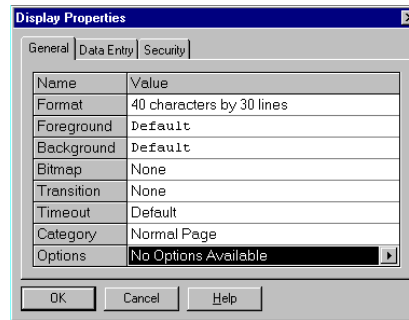 Display Properties
General Data Entry Security
Name Value
Format 40 characters by 30 lines
Foreground Default
Background Default
Bitmap None
Transition None
Timeout Default
Category Normal Page
Options No Options Available
OK Cancel Help